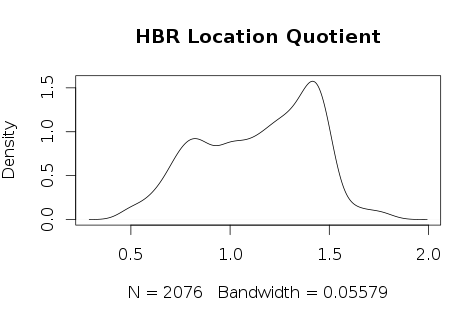 HBR Location Quotient
Density
1.5
1.0
0.5
0.0
0.5 1.0 1.5 2.0
N = 2076 Bandwidth = 0.05579